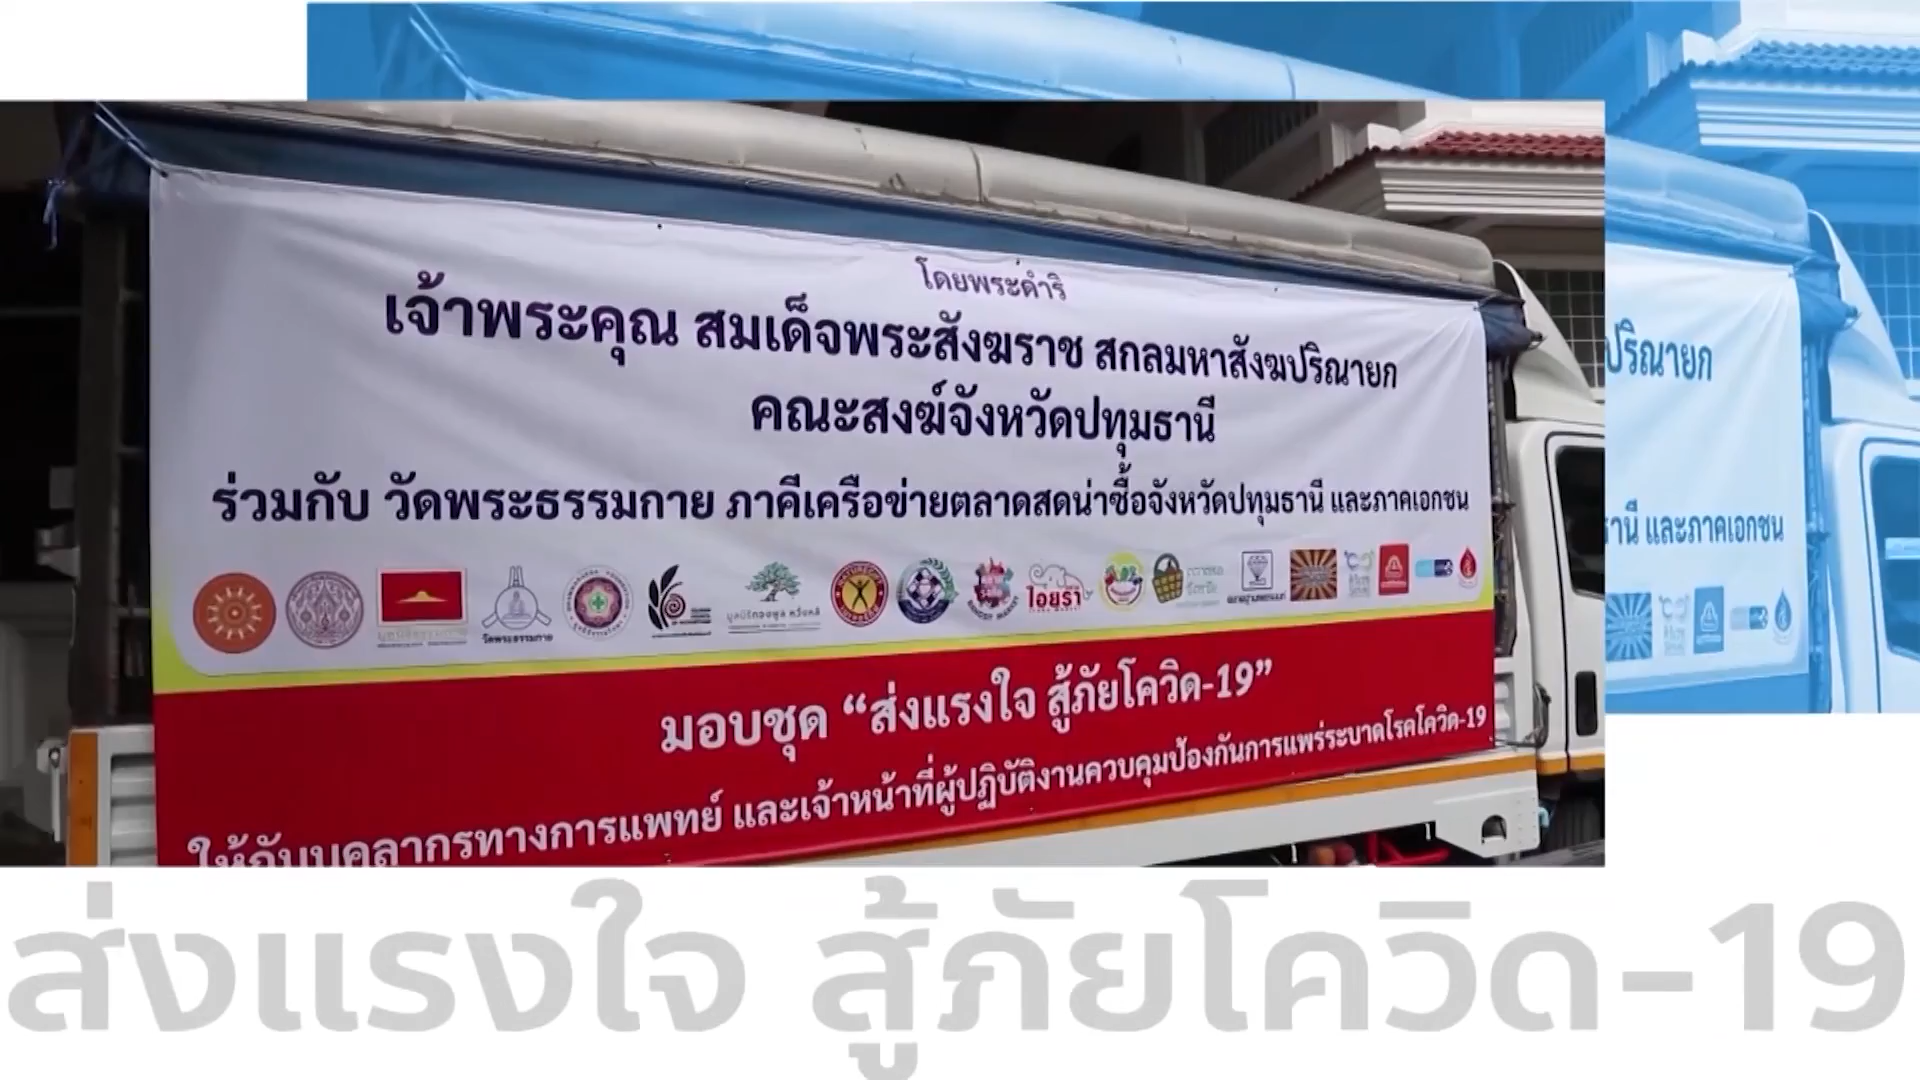 โดยพระดำริ
เจ้าพระคุณ สมเด็จพระสังฆราช สกลมหาสังฆปริณายก
คณะสงฆ์จังหวัดปทุมธานี
ร่วมกับ วัดพระธรรมกาย ภาคีเครือข่ายตลาดสดน่าซื้อจังหวัดปทุมธานี และภาคเอกชน
วัดพระธรรมกาย
ไอยรา
มอบชุด “ส่งแรงใจ สู้ภัยโควิด-19”
ให้กับบุคลากรทางการแพทย์ และเจ้าหน้าที่ผู้ปฏิบัติงานควบคุมป้องกันการแพร่ระบาดโรคโควิด-19
ปริณายก
ธานี และภาคเอกชน
ส่งแรงใจ สู้ภัยโควิด-19